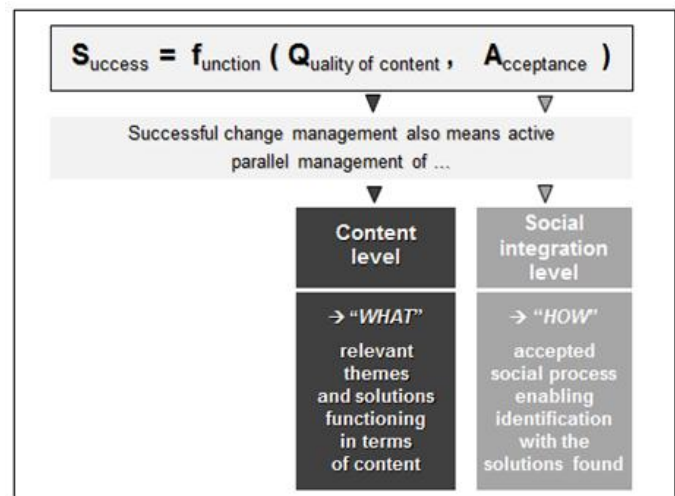 Success = function ( Quality of content , Acceptance )
Successful change management also means active
parallel management of ...
Content
level
→ "WHAT"
relevant
themes
and solutions
functioning
in terms
of content
Social
integration
level
→ "HOW"
accepted
social process
enabling
identification
with the
solutions found